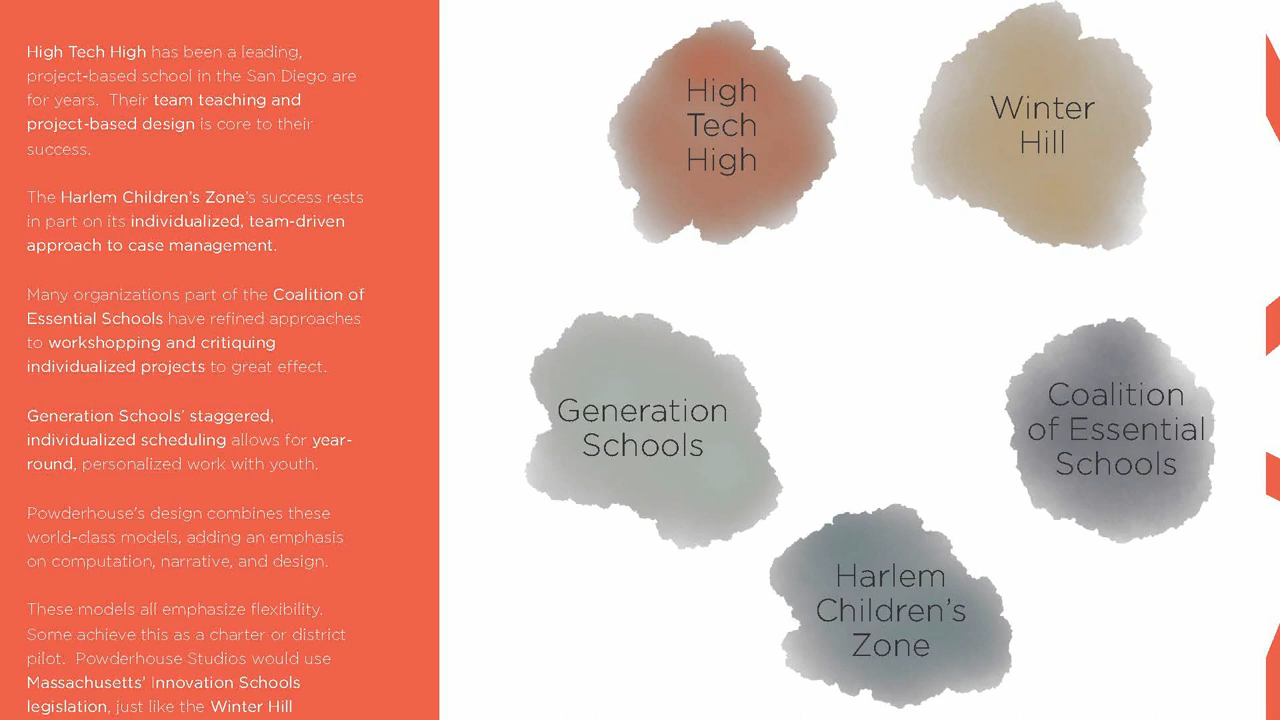 High Tech High has been a leading,
project-based school in the San Diego are
for years.  Their team teaching and
project-based design is core to their
success.
The Harlem Children's Zone's success rests
in part on its individualized, team-driven
approach to case management.
Many organizations part of the Coalition of
Essential Schools have refined approaches
to workshopping and critiquing
individualized projects to great effect.
Generation Schools' staggered,
individualized scheduling allows for year-
round, personalized work with youth.
Powderhouse's design combines these
world-class models, adding an emphasis
on computation, narrative, and design.
These models all emphasize flexibility.
Some achieve this as a charter or district
pilot.  Powderhouse Studios would use
Massachusetts' Innovation Schools
legislation, just like the Winter Hill
High
Tech
High
Winter
Hill
Generation
Schools
Coalition
of Essential
Schools
Harlem
Children's
Zone